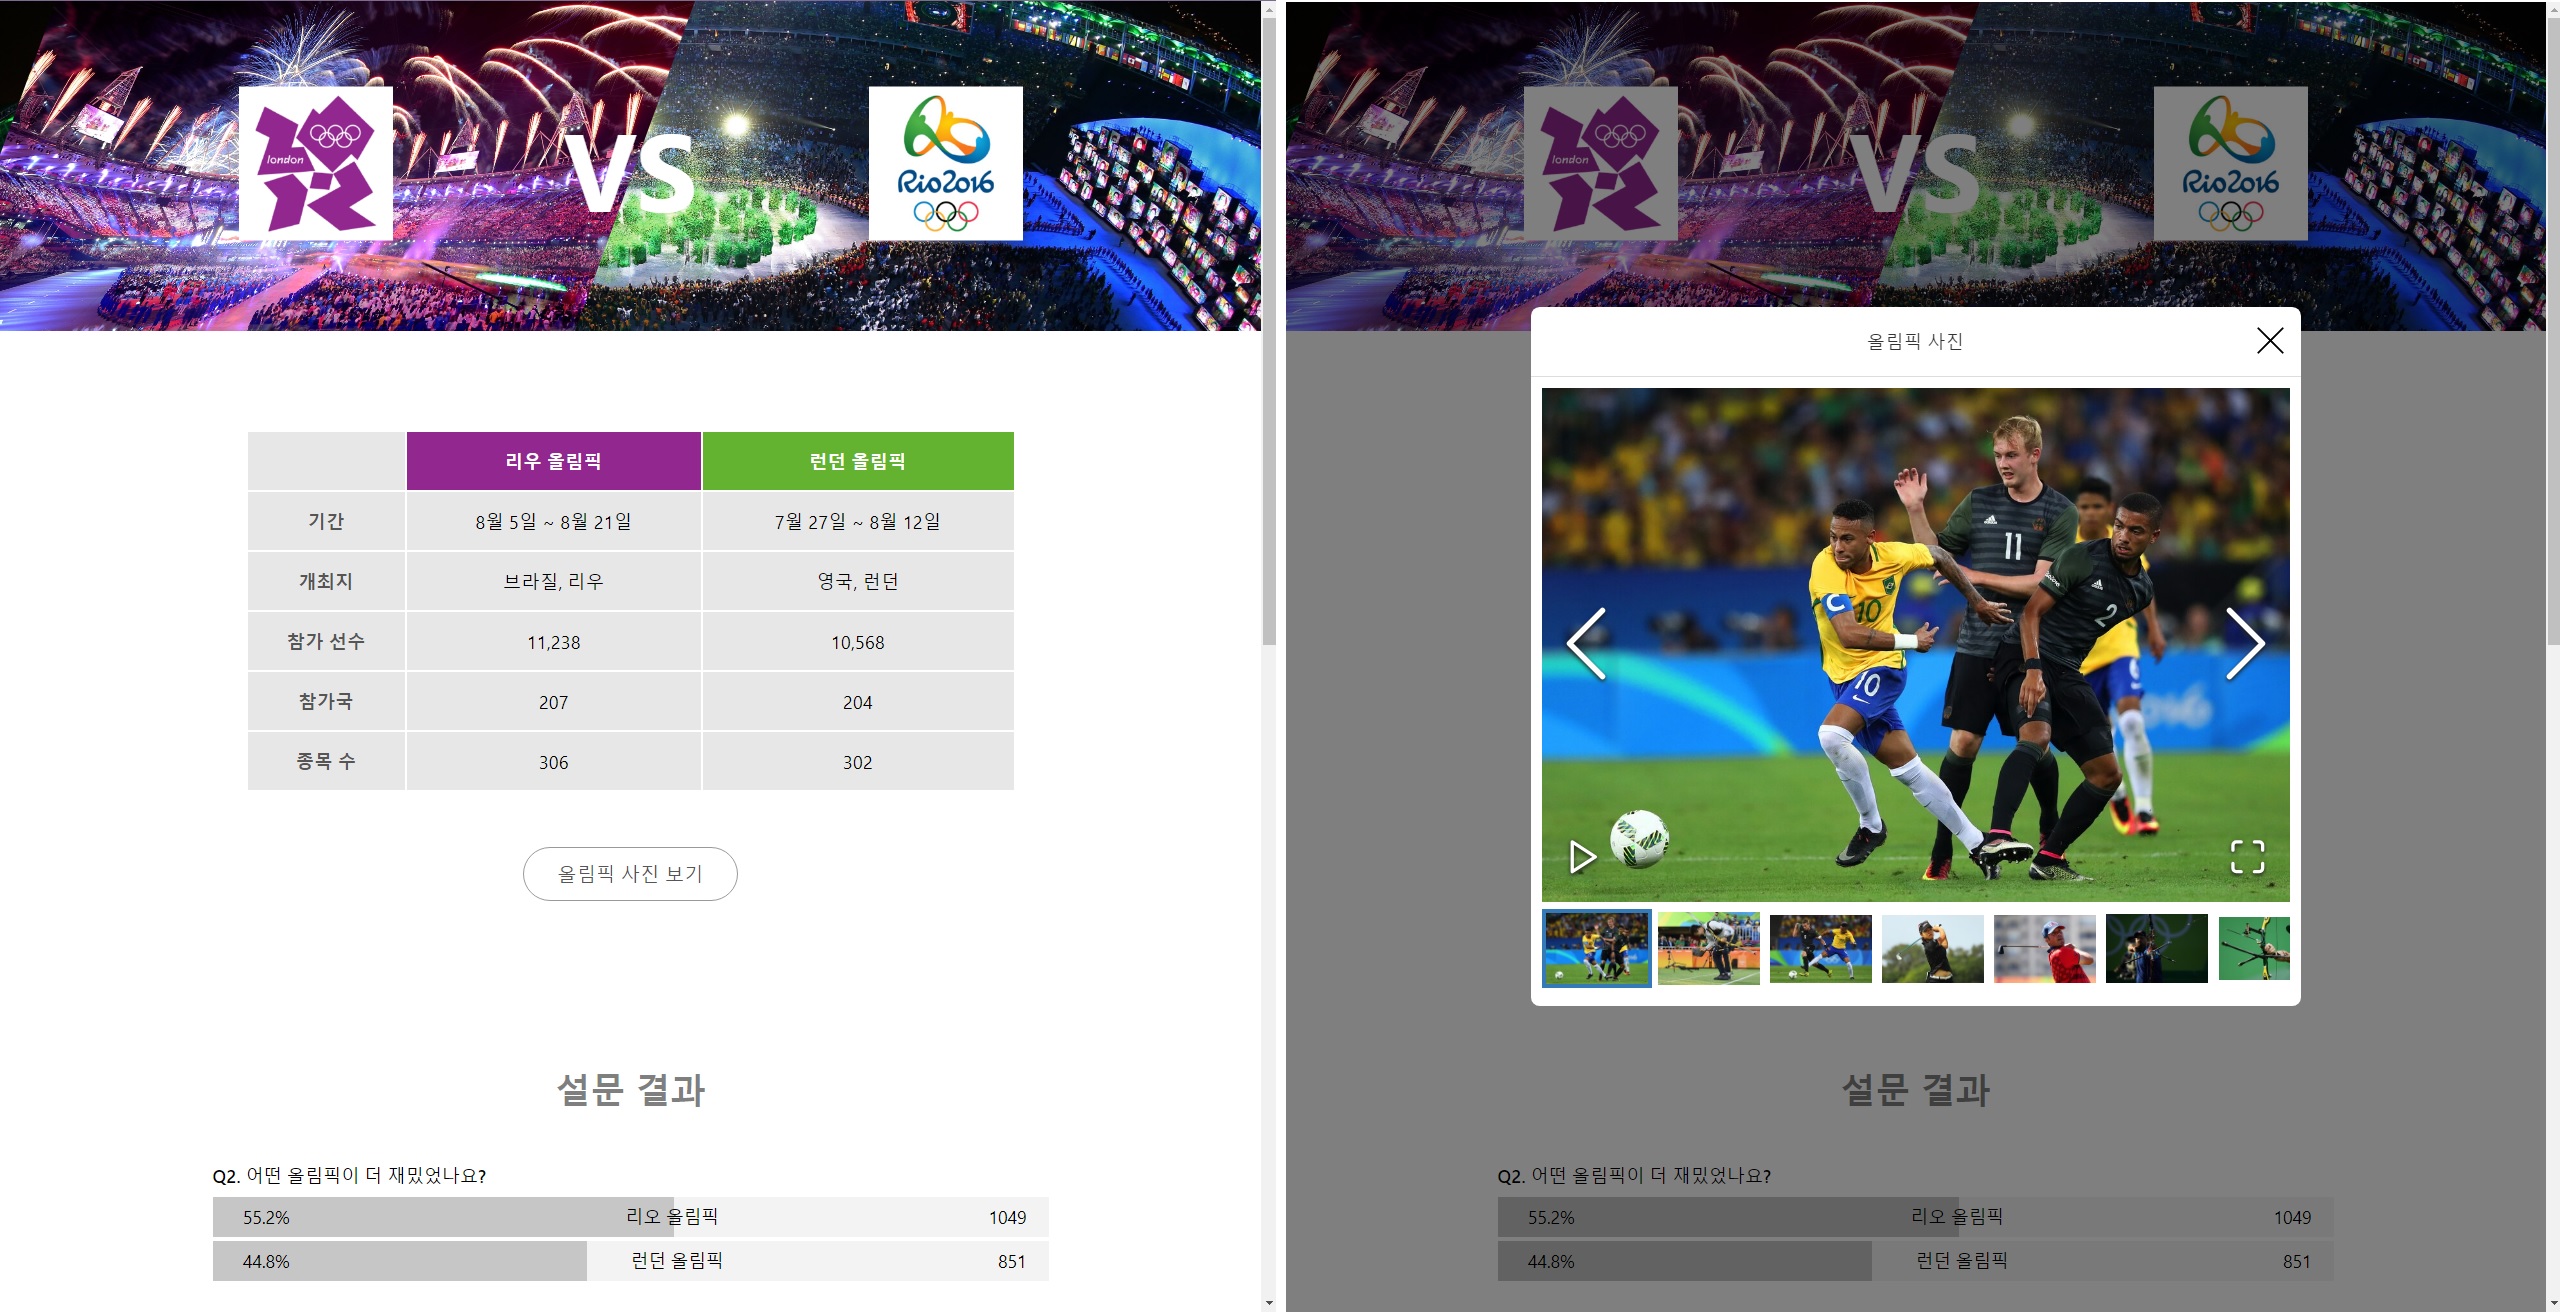 london
VS
Rio2016
리우 올림픽
런던 올림픽
기간
8월 5일 ~ 8월 21일
7월 27일 ~ 8월 12일
개최지
브라질, 리우
영국, 런던
참가 선수
11,238
10,568
참가국
207
204
종목 수
306
302
올림픽 사진 보기
설문 결과
Q2. 어떤 올림픽이 더 재밌었나요?
55.2%
리오 올림픽
1049
44.8%
런던 올림픽
851
london
VS
Rio2016
올림픽 사진
11
C
10
2
10
6
2016
설문 결과
Q2. 어떤 올림픽이 더 재밌었나요?
55.2%
리오 올림픽
1049
44.8%
런던 올림픽
851